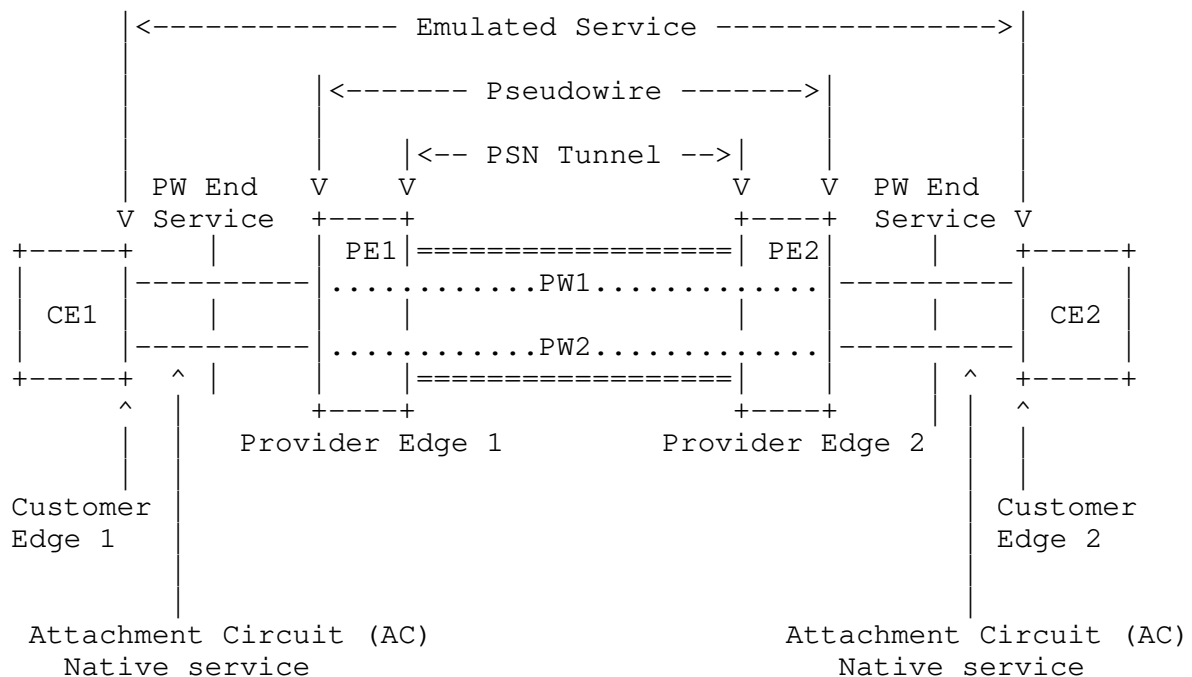 Emulated Service
Pseudowire
PSN Tunnel
PW End PW End
Service Service
PE1 PE2
PW1
CE1 CE2
PW2
Provider Edge 1 Provider Edge 2
Customer Customer
Edge 1 Edge 2
Attachment Circuit (AC) Attachment Circuit (AC)
Native service Native service